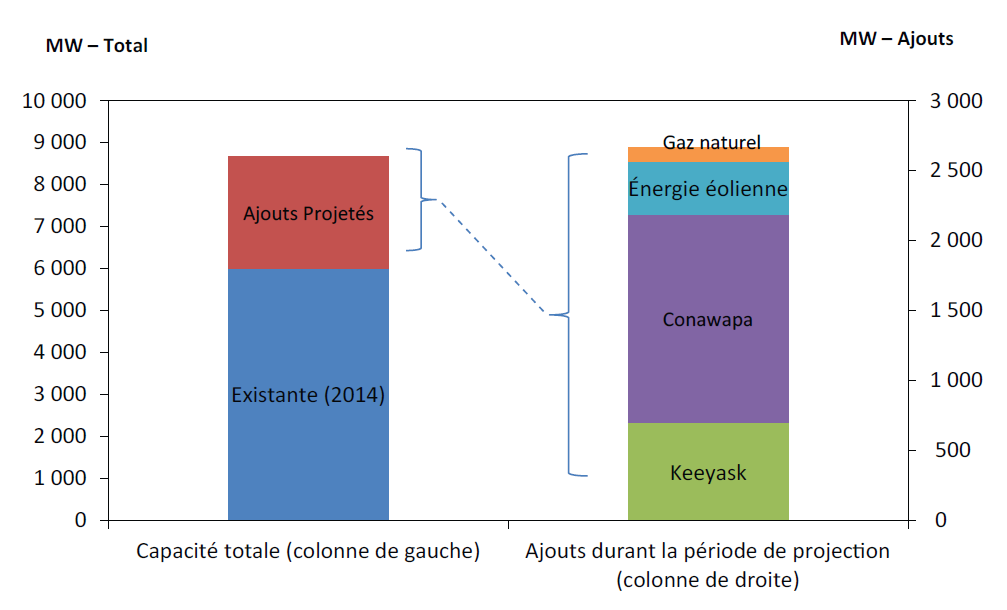 MW – Total
MW – Ajouts
10 000
9 000
8 000
7 000
6 000
5 000
4 000
3 000
2 000
1 000
0
Ajouts Projetés
Existante (2014)
Gaz naturel
Énergie éolienne
Conawapa
Keeyask
3 000
2 500
2 000
1 500
1 000
500
0
Capacité totale (colonne de gauche)
Ajouts durant la période de projection
(colonne de droite)